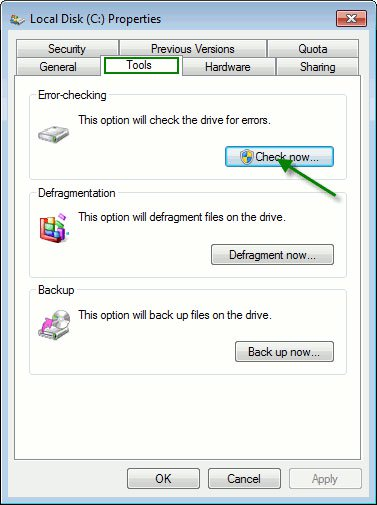 Local Disk (C:) Properties
Security Previous Versions Quota
General Tools Hardware Sharing
Error-checking
This option will check the drive for errors.
Check now...
Defragmentation
This option will defragment files on the drive.
Defragment now...
Backup
This option will back up files on the drive.
Back up now...
OK Cancel Apply